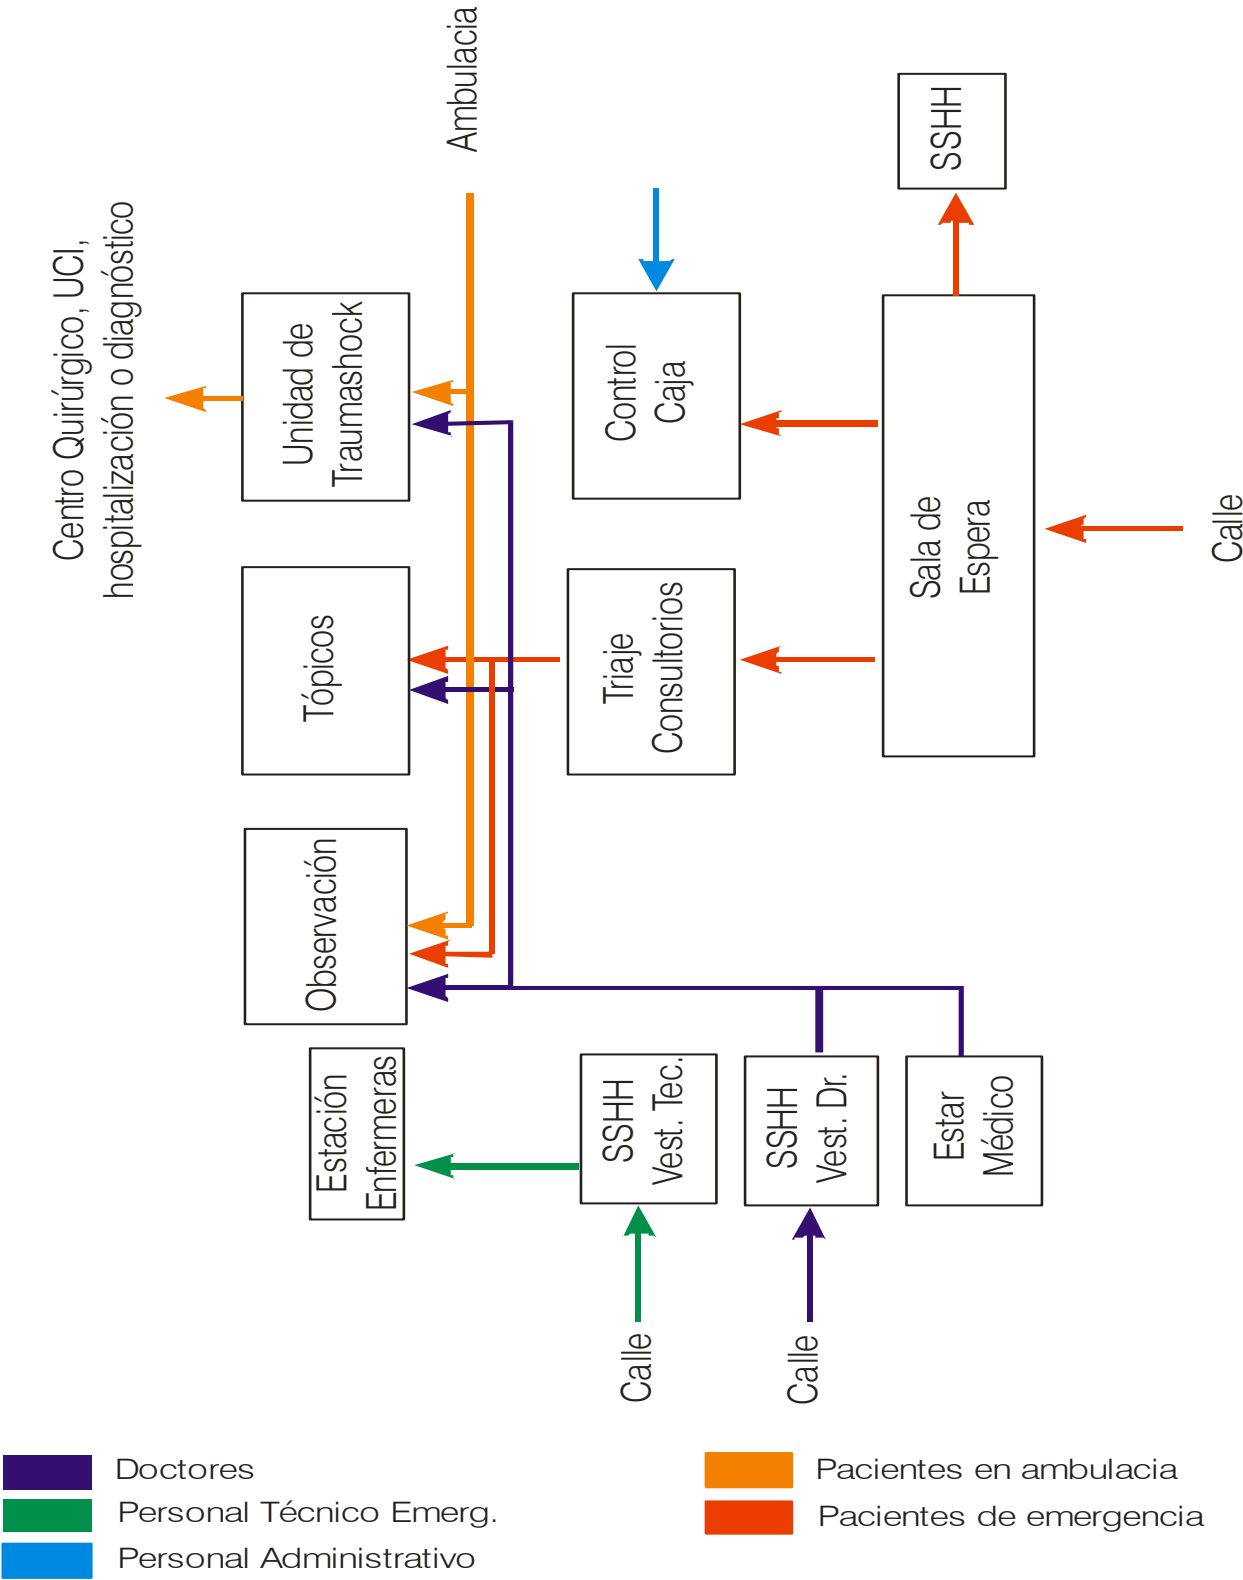 Centro Quirúrgico, UCI,
hospitalización o diagnóstico
Ambulacia
Unidad de
Traumashock
Control
Caja
SSHH
Tópicos
Triaje
Consultorios
Sala de
Espera
Calle
Observación
Estación
Enfermeras
SSHH
Vest. Tec.
SSHH
Vest. Dr.
Estar
Médico
Calle
Calle
Doctores
Personal Técnico Emerg.
Personal Administrativo
Pacientes en ambulacia
Pacientes de emergencia